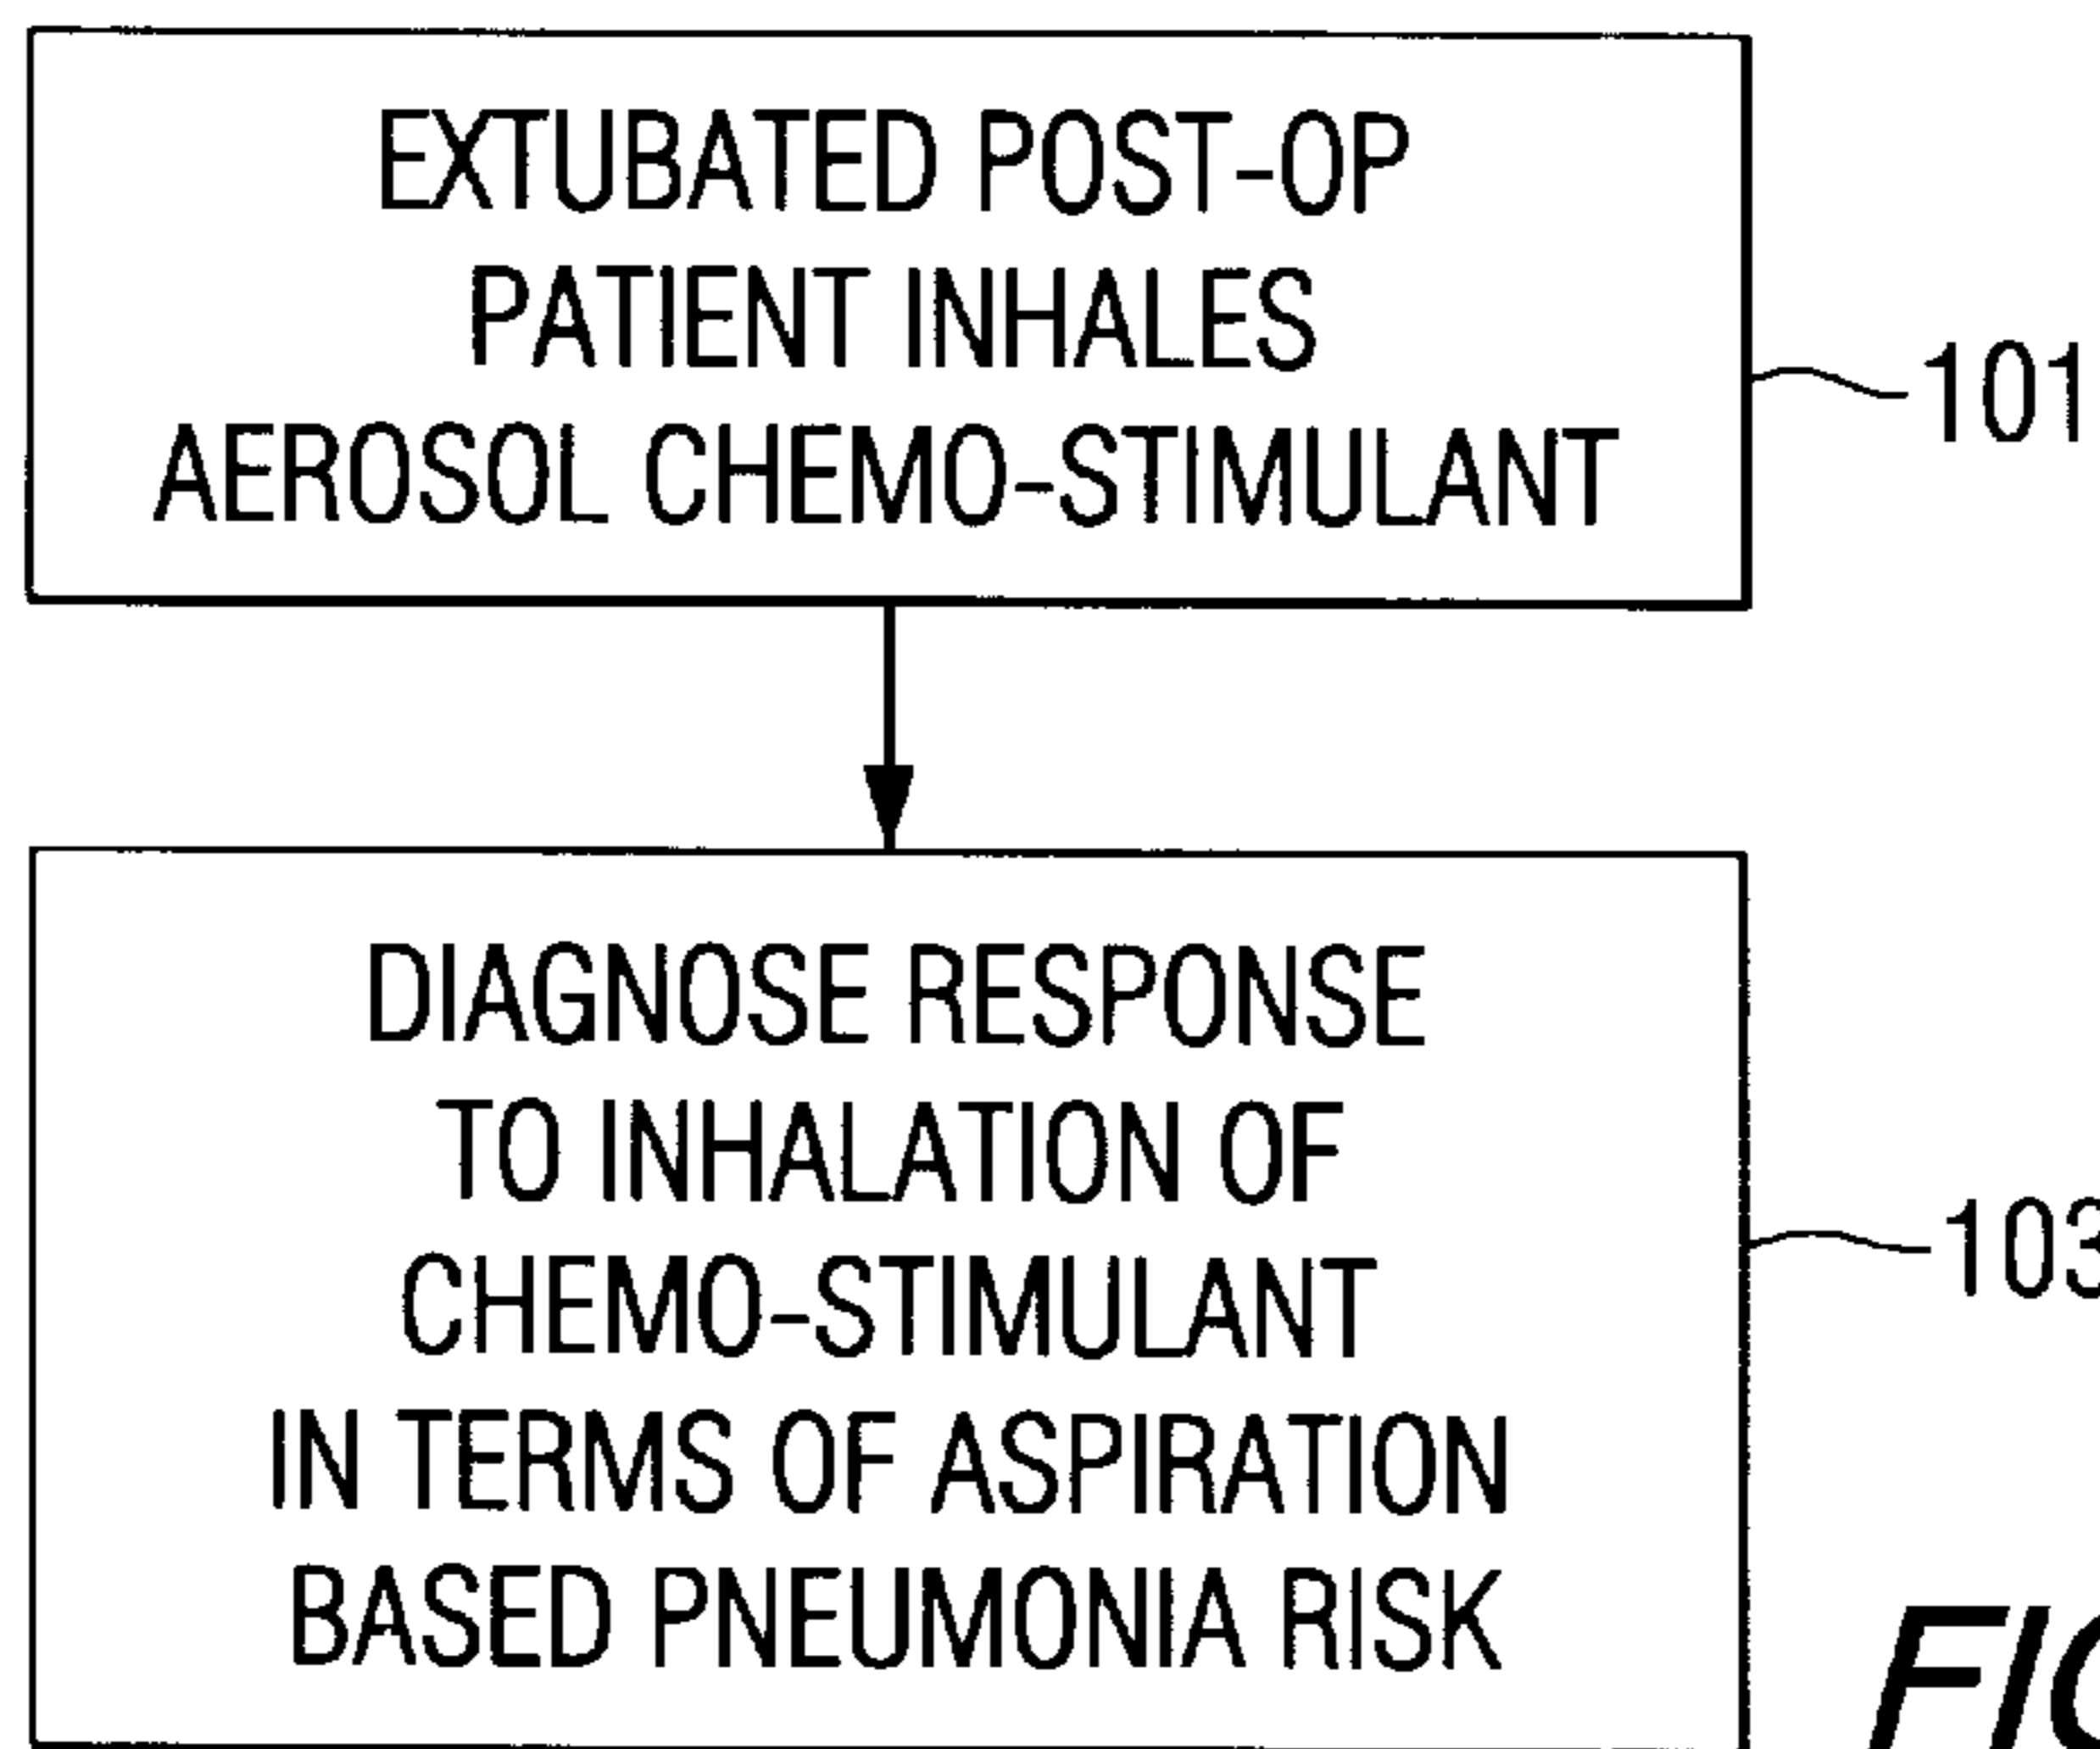 EXTUBATED POST-OP
PATIENT INHALES
AEROSOL CHEMO-STIMULANT
101
DIAGNOSE RESPONSE
TO INHALATION OF
CHEMO-STIMULANT
IN TERMS OF ASPIRATION
BASED PNEUMONIA RISK
103